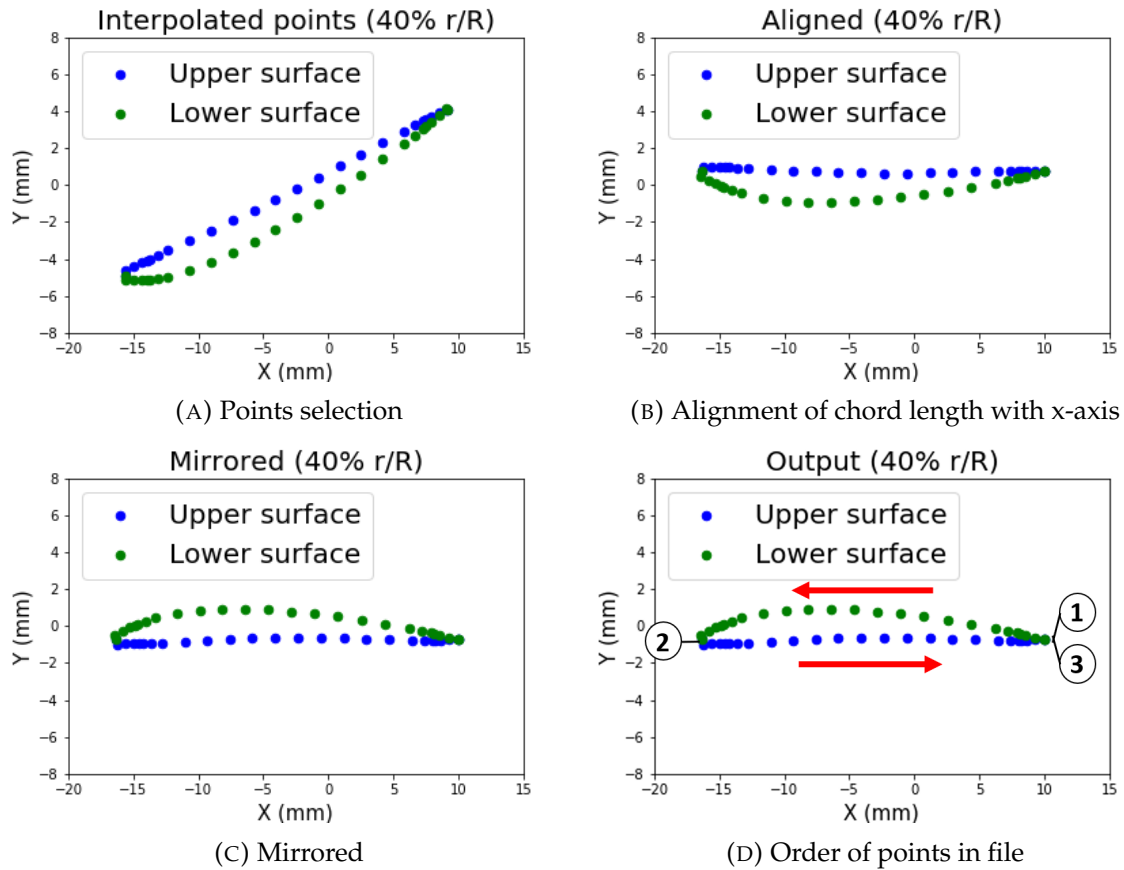 Interpolated points (40% r/R)
Upper surface
Lower surface
8
6
4
2
0
−2
−4
−6
−8
Y (mm)
−20 −15 −10 −5 0 5 10 15
X (mm)
(A) Points selection
Aligned (40% r/R)
Upper surface
Lower surface
8
6
4
2
0
−2
−4
−6
−8
Y (mm)
−20 −15 −10 −5 0 5 10 15
X (mm)
(B) Alignment of chord length with x-axis
Mirrored (40% r/R)
Upper surface
Lower surface
8
6
4
2
0
−2
−4
−6
−8
Y (mm)
−20 −15 −10 −5 0 5 10 15
X (mm)
(C) Mirrored
Output (40% r/R)
Upper surface
Lower surface
8
6
4
2
0
−2
−4
−6
−8
Y (mm)
1
2
3
−20 −15 −10 −5 0 5 10 15
X (mm)
(D) Order of points in file